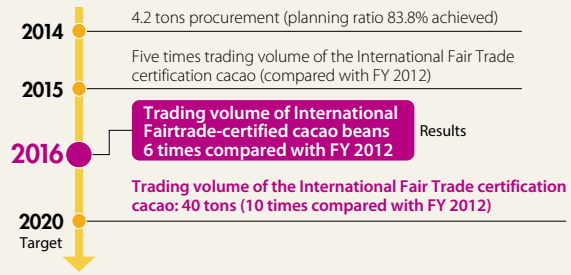 4.2 tons procurement (planning ratio 83.8% achieved)
2014
Five times trading volume of the International Fair Trade
certification cacao (compared with FY 2012)
2015
Trading volume of International
Fairtrade-certified cacao beans
6 times compared with FY 2012
Results
2016
Trading volume of the International Fair Trade certification
cacao: 40 tons (10 times compared with FY 2012)
2020
Target